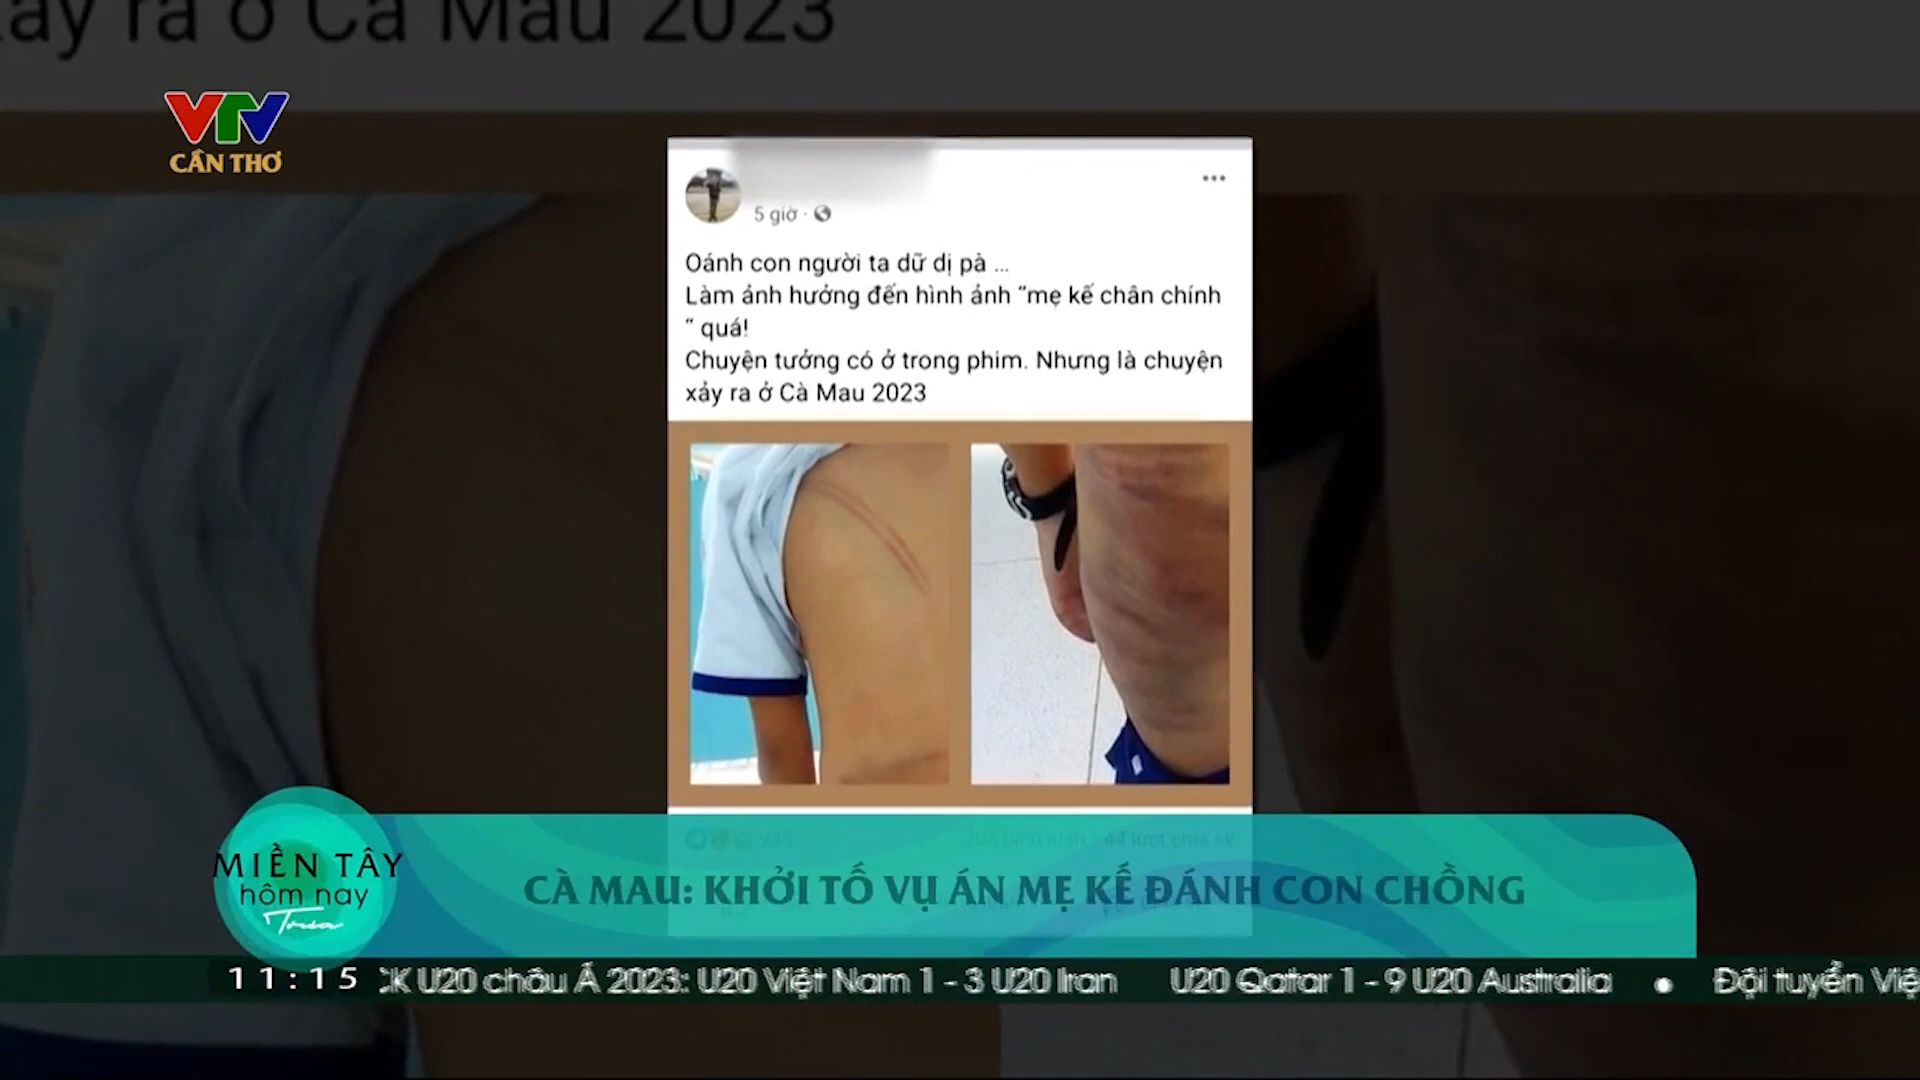 xảy ra ở Cà Mau 2023
VTV
CẦN THƠ
5 giờ ·
Oánh con người ta dữ dị pà ...
Làm ảnh hưởng đến hình ảnh “mẹ kế chân chính
“ quá!
Chuyện tưởng có ở trong phim. Nhưng là chuyện
xảy ra ở Cà Mau 2023
MIỀN TÂY
hôm nay
Trưa
CÀ MAU: KHỞI TỐ VỤ ÁN MẸ KẾ ĐÁNH CON CHỒNG
11:15
CK U20 châu Á 2023: U20 Việt Nam 1 - 3 U20 Iran U20 Qatar 1 - 9 U20 Australia • Đội tuyển Việ